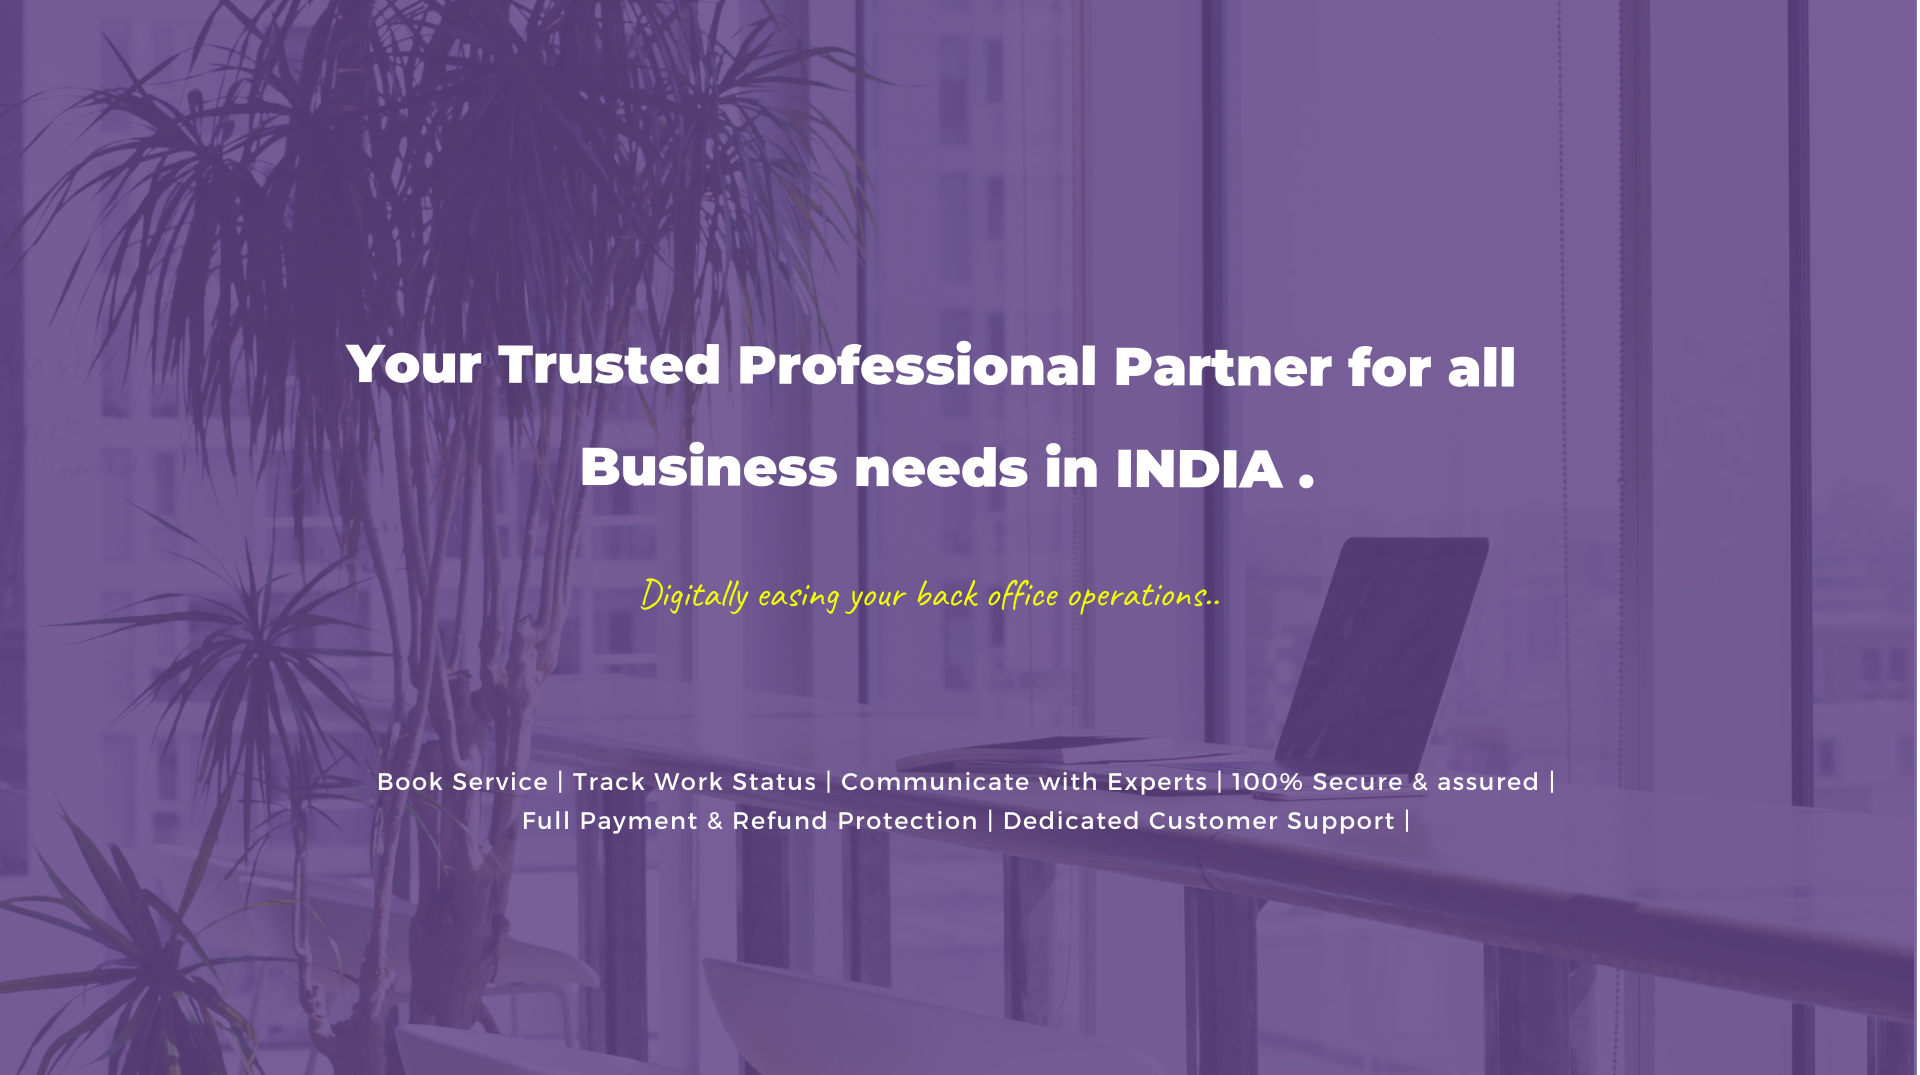 Your Trusted Professional Partner for all
Business needs in INDIA .
Digitally easing your back office operations..
Book Service | Track Work Status | Communicate with Experts | 100% Secure & assured |
Full Payment & Refund Protection | Dedicated Customer Support |